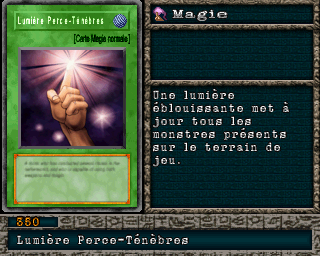 Lumière Perce-Ténèbres
[Carte Magie normale]
Magie
Une lumière
éblouissante met à
jour tous les
monstres présents
sur le terrain de
jeu.
350
Lumière Perce-Ténèbres